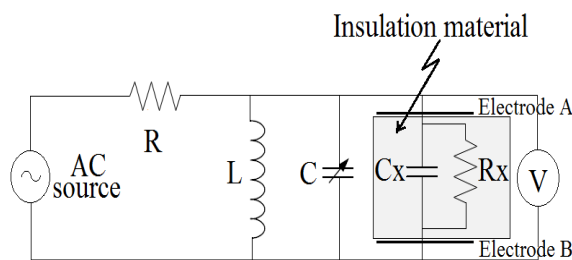 Insulation material
Electrode A
R
AC
source
L
C
Cx
Rx
V
Electrode B